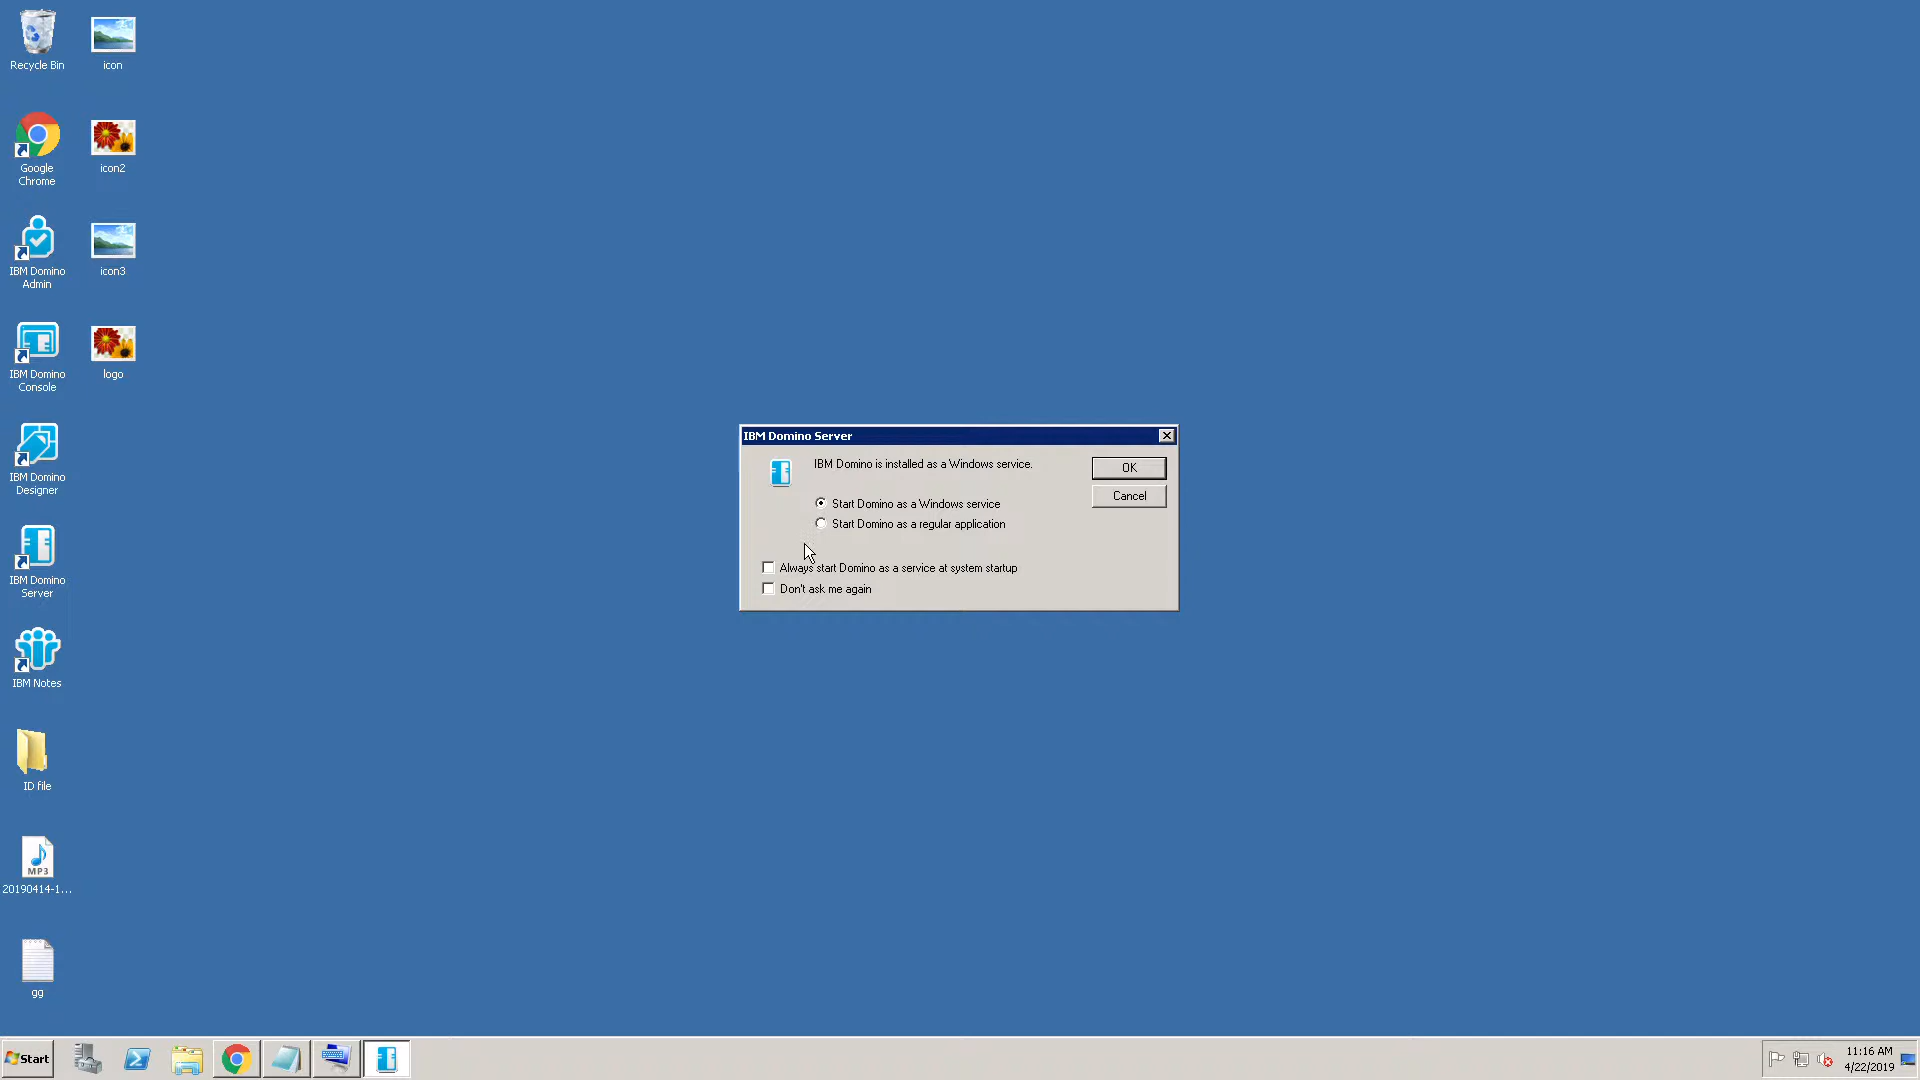 Recycle Bin
icon
Google
Chrome
icon2
IBM Domino
Admin
icon3
IBM Domino
Console
logo
IBM Domino
Designer
IBM Domino
Server
IBM Notes
ID file
MP3
20190414-1...
gg
IBM Domino Server
IBM Domino is installed as a Windows service.
OK
Cancel
Start Domino as a Windows service
Start Domino as a regular application
Always start Domino as a service at system startup
Don't ask me again
Start
11:16 AM
4/22/2019